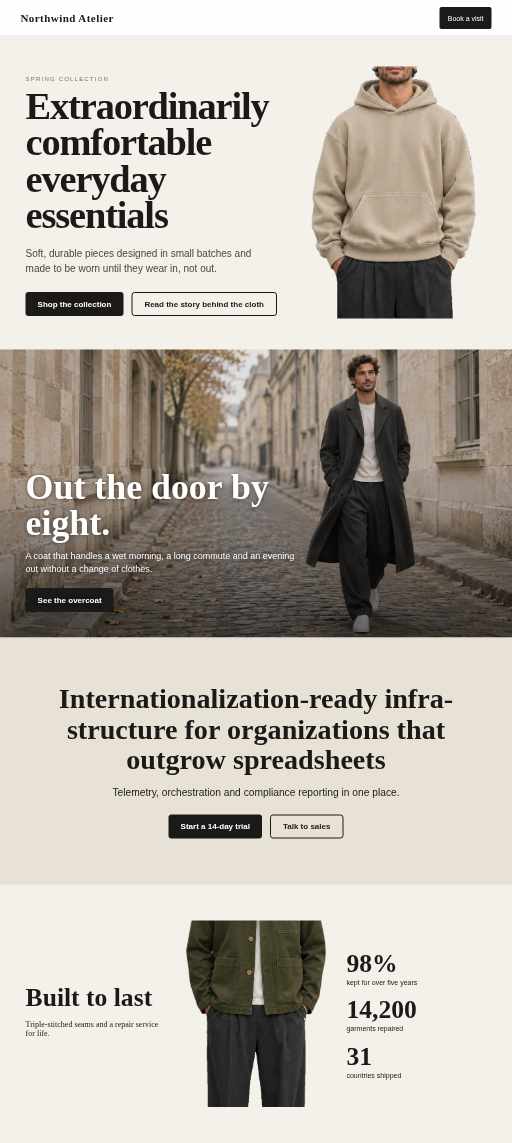 Northwind Atelier
Book a visit
SPRING COLLECTION
Extraordinarily
comfortable
everyday
essentials
Soft, durable pieces designed in small batches and
made to be worn until they wear in, not out.
Shop the collection
Read the story behind the cloth
Out the door by
eight.
A coat that handles a wet morning, a long commute and an evening
out without a change of clothes.
See the overcoat
Internationalization-ready infra-
structure for organizations that
outgrow spreadsheets
Telemetry, orchestration and compliance reporting in one place.
Start a 14-day trial
Talk to sales
Built to last
Triple-stitched seams and a repair service
for life.
98%
kept for over five years
14,200
garments repaired
31
countries shipped